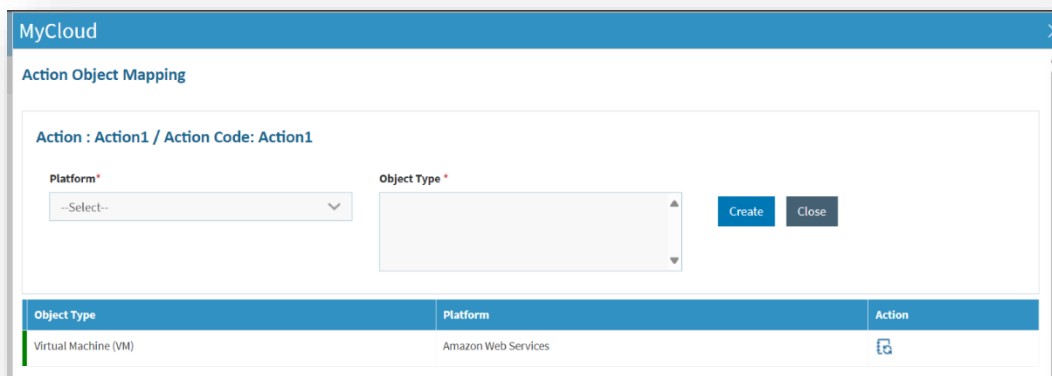 MyCloud
Action Object Mapping
Action : Action1 / Action Code: Action1
Platform*
Object Type *
--Select--
Create
Close
Object Type
Platform
Action
Virtual Machine (VM)
Amazon Web Services